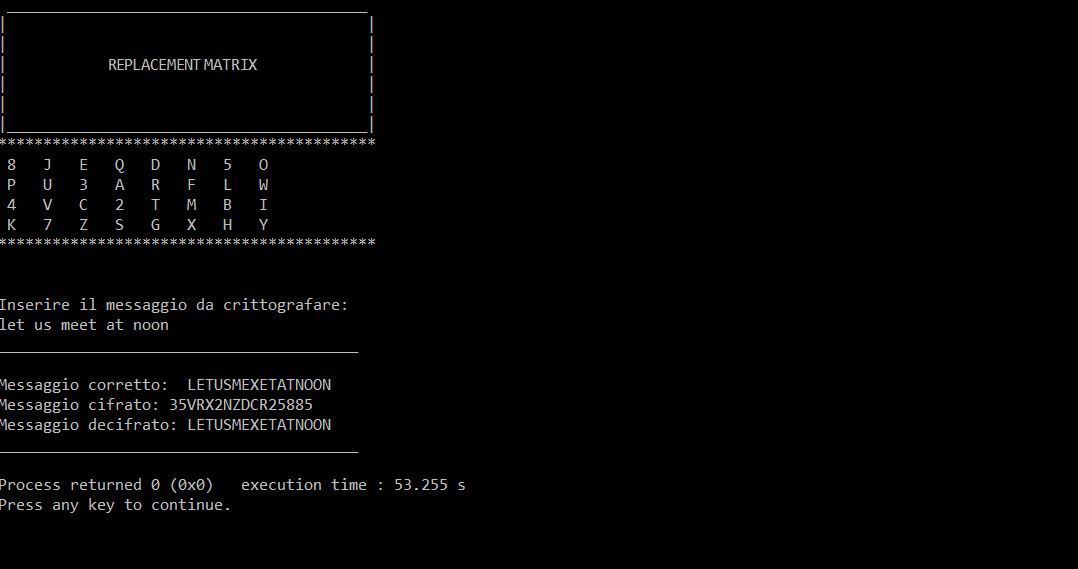 REPLACEMENT MATRIX
******************************************
8 J E Q D N 5 O
P U 3 A R F L W
4 V C 2 T M B I
K 7 Z S G X H Y
******************************************
Inserire il messaggio da crittografare:
let us meet at noon
Messaggio corretto:  LETUSMEXETATNOON
Messaggio cifrato: 35VRX2NZDCR25885
Messaggio decifrato: LETUSMEXETATNOON
Process returned 0 (0x0)   execution time : 53.255 s
Press any key to continue.